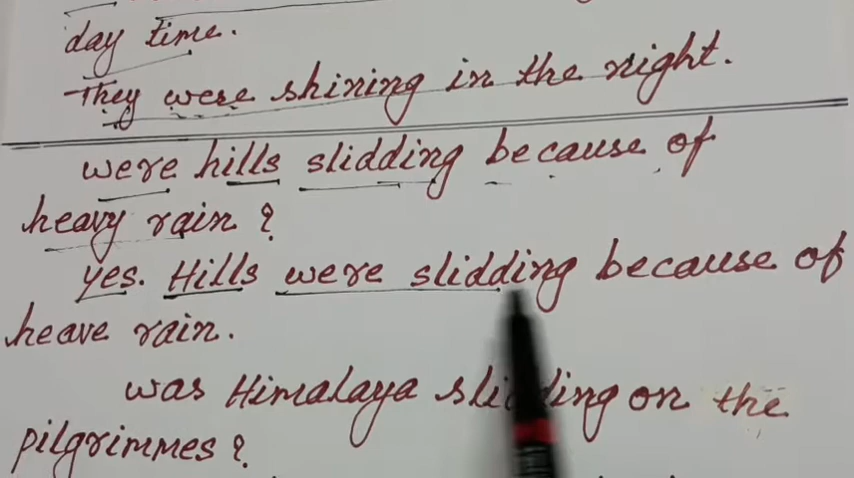 day time.
They were shining in the night.
were hills slidding because of
heavy rain ?
yes. Hills were slidding because of
heave rain.
was Himalaya slidding on the
pilgrimmes ?